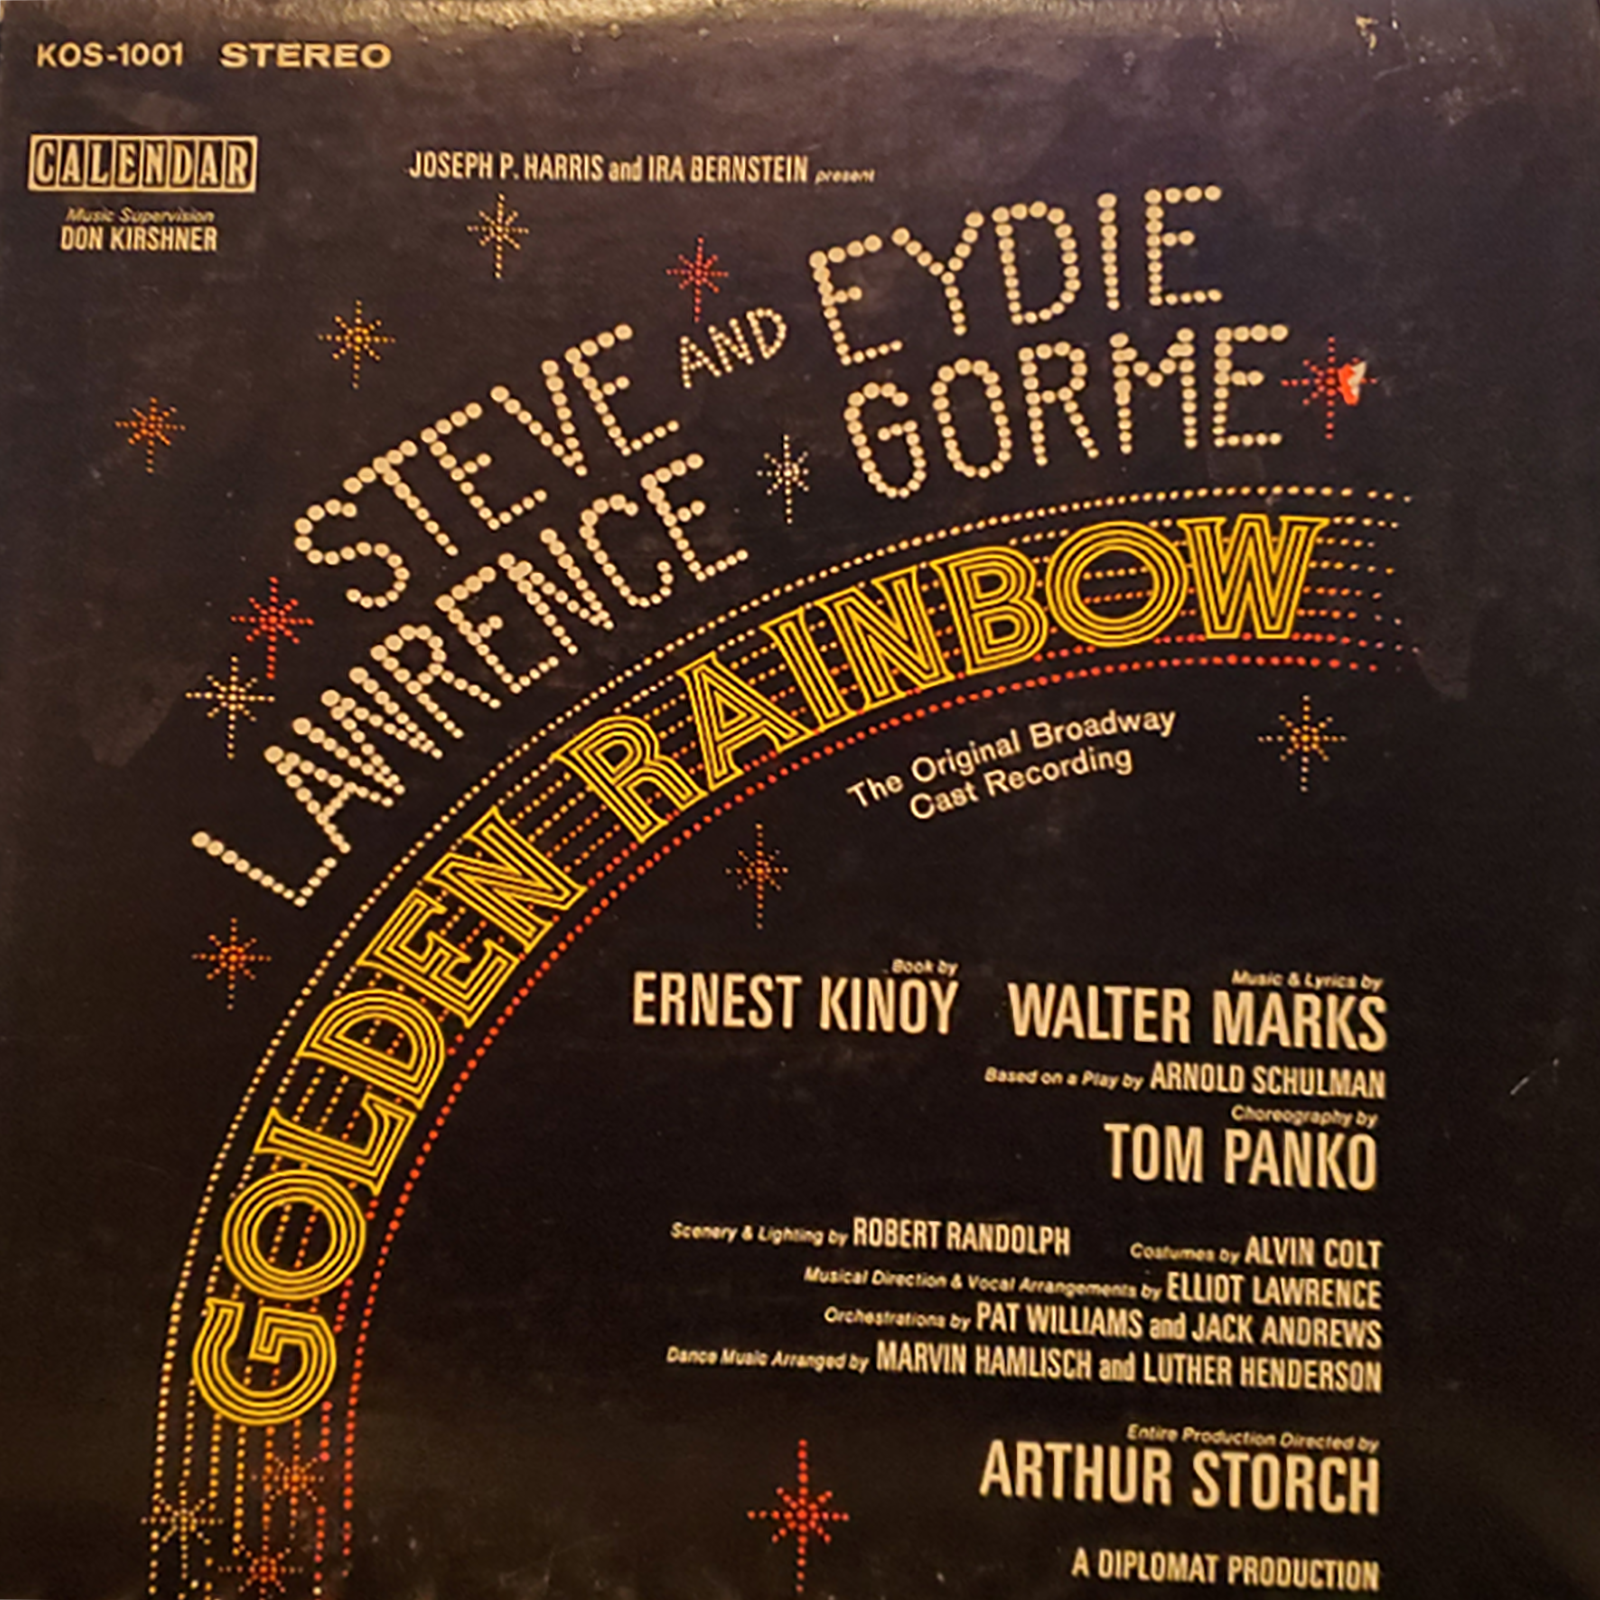 KOS-1001 STEREO
CALENDAR
Music Supervision
DON KIRSHNER
JOSEPH P. HARRIS and IRA BERNSTEIN present
STEVE AND EYDIE
LAWRENCE GORME
GOLDEN RAINBOW
The Original Broadway
Cast Recording
Book by
ERNEST KINOY
Music & Lyrics by
WALTER MARKS
Based on a Play by ARNOLD SCHULMAN
Choreography by
TOM PANKO
Scenery & Lighting by ROBERT RANDOLPH Costumes by ALVIN COLT
Musical Direction & Vocal Arrangements by ELLIOT LAWRENCE
Orchestrations by PAT WILLIAMS and JACK ANDREWS
Dance Music Arranged by MARVIN HAMLISCH and LUTHER HENDERSON
Entire Production Directed by
ARTHUR STORCH
A DIPLOMAT PRODUCTION